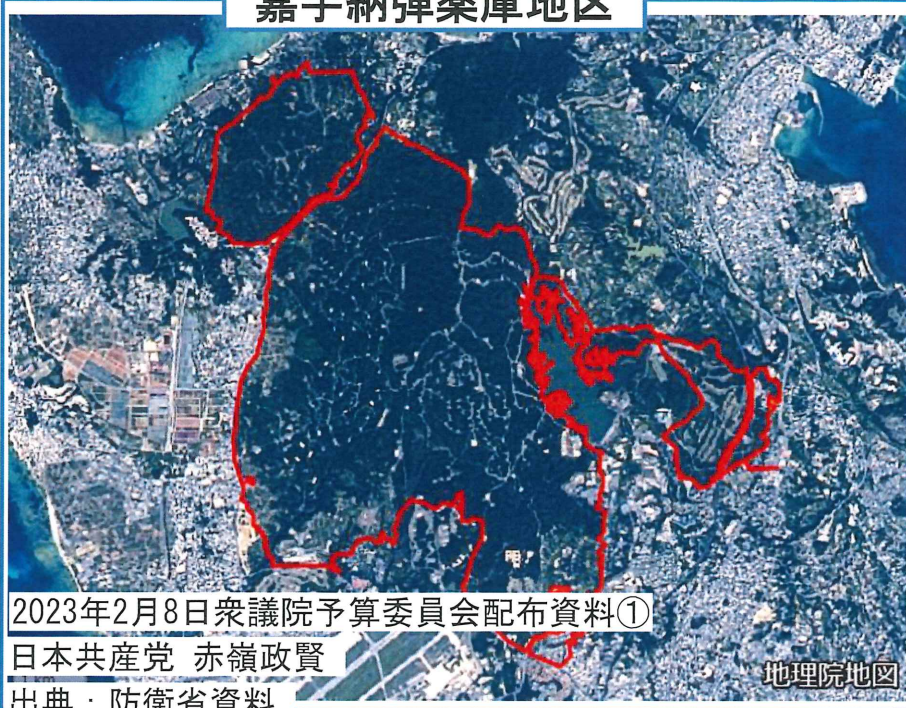 嘉手納弾薬庫地区
2023年2月8日衆議院予算委員会配布資料①
日本共産党 赤嶺政賢
出典：防衛省資料
地理院地図